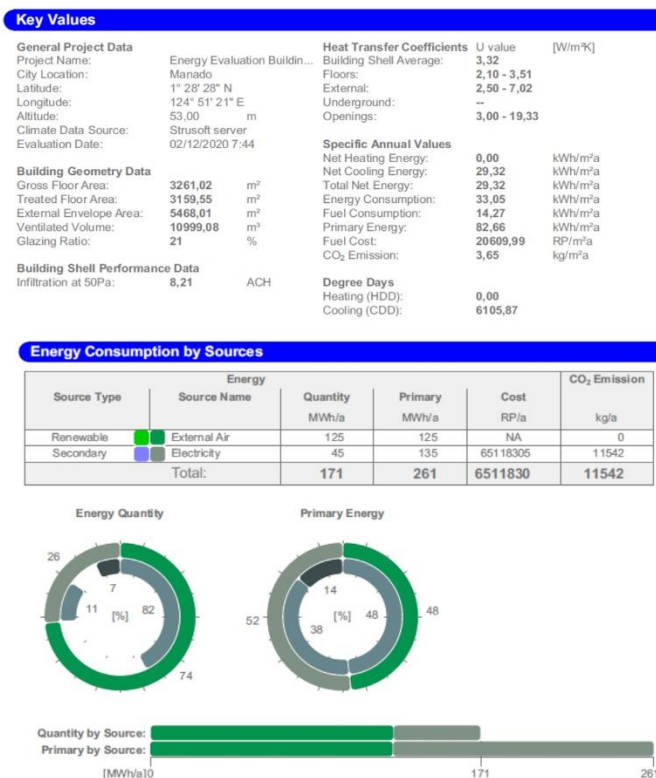 Key Values
General Project Data
Project Name: Energy Evaluation Buildin...
City Location: Manado
Latitude: 1° 28' 28" N
Longitude: 124° 51' 21" E
Altitude: 53,00 m
Climate Data Source: Strusoft server
Evaluation Date: 02/12/2020 7:44
Building Geometry Data
Gross Floor Area: 3261,02 m²
Treated Floor Area: 3159,55 m²
External Envelope Area: 5468,01 m²
Ventilated Volume: 10999,08 m³
Glazing Ratio: 21 %
Building Shell Performance Data
Infiltration at 50Pa: 8,21 ACH
Heat Transfer Coefficients U value [W/m²K]
Building Shell Average: 3,32
Floors: 2,10 - 3,51
External: 2,50 - 7,02
Underground: --
Openings: 3,00 - 19,33
Specific Annual Values
Net Heating Energy: 0,00 kWh/m²a
Net Cooling Energy: 29,32 kWh/m²a
Total Net Energy: 29,32 kWh/m²a
Energy Consumption: 33,05 kWh/m²a
Fuel Consumption: 14,27 kWh/m²a
Primary Energy: 82,66 kWh/m²a
Fuel Cost: 20609,99 RP/m²a
CO₂ Emission: 3,65 kg/m²a
Degree Days
Heating (HDD): 0,00
Cooling (CDD): 6105,87
Energy Consumption by Sources
Energy CO₂ Emission
Source Type Source Name Quantity Primary Cost
MWh/a MWh/a RP/a kg/a
Renewable External Air 125 125 NA 0
Secondary Electricity 45 135 65118305 11542
Total: 171 261 6511830 11542
Energy Quantity
26
7
11
[%]
82
74
Primary Energy
14
52
[%]
48
48
38
Quantity by Source:
Primary by Source:
[MWh/a]0 171 261